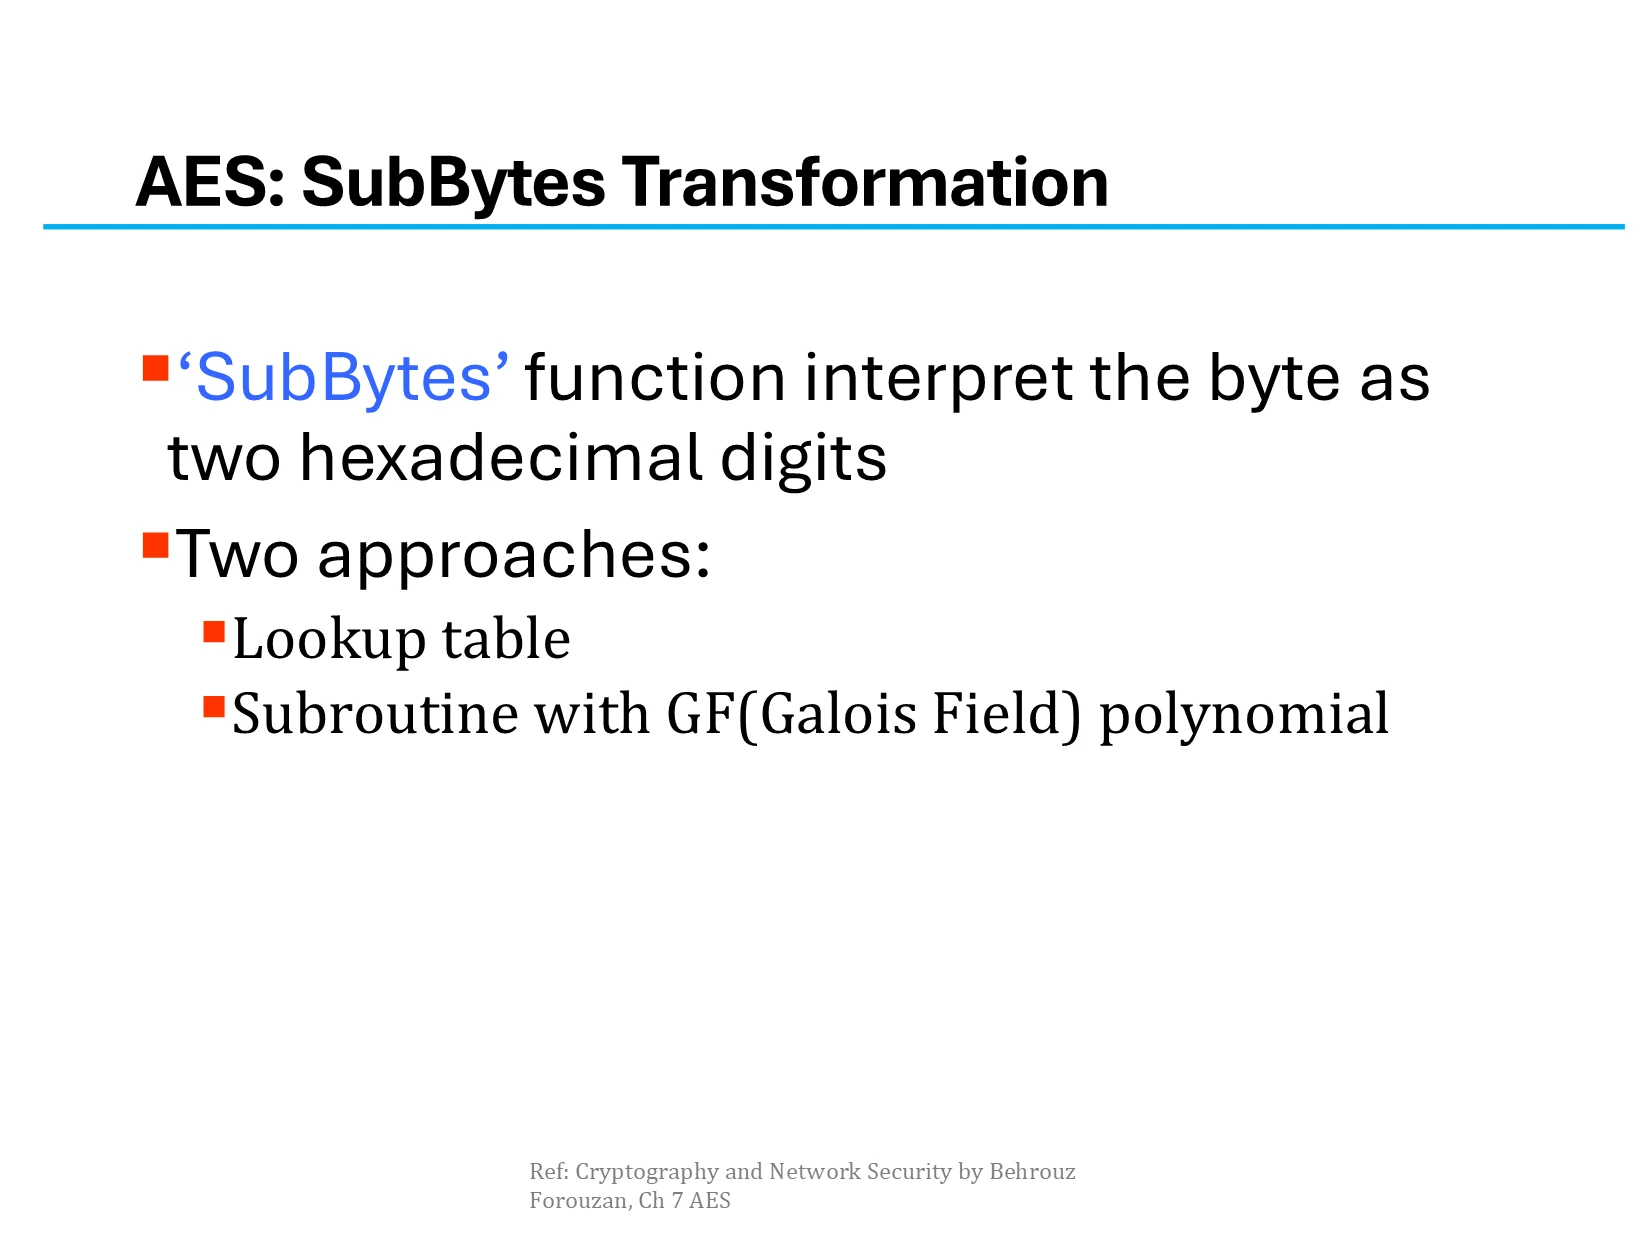 AES: SubBytes Transformation
▪‘SubBytes’ function interpret the byte as
two hexadecimal digits
▪Two approaches:
▪Lookup table
▪Subroutine with GF(Galois Field) polynomial
Ref: Cryptography and Network Security by Behrouz
Forouzan, Ch 7 AES